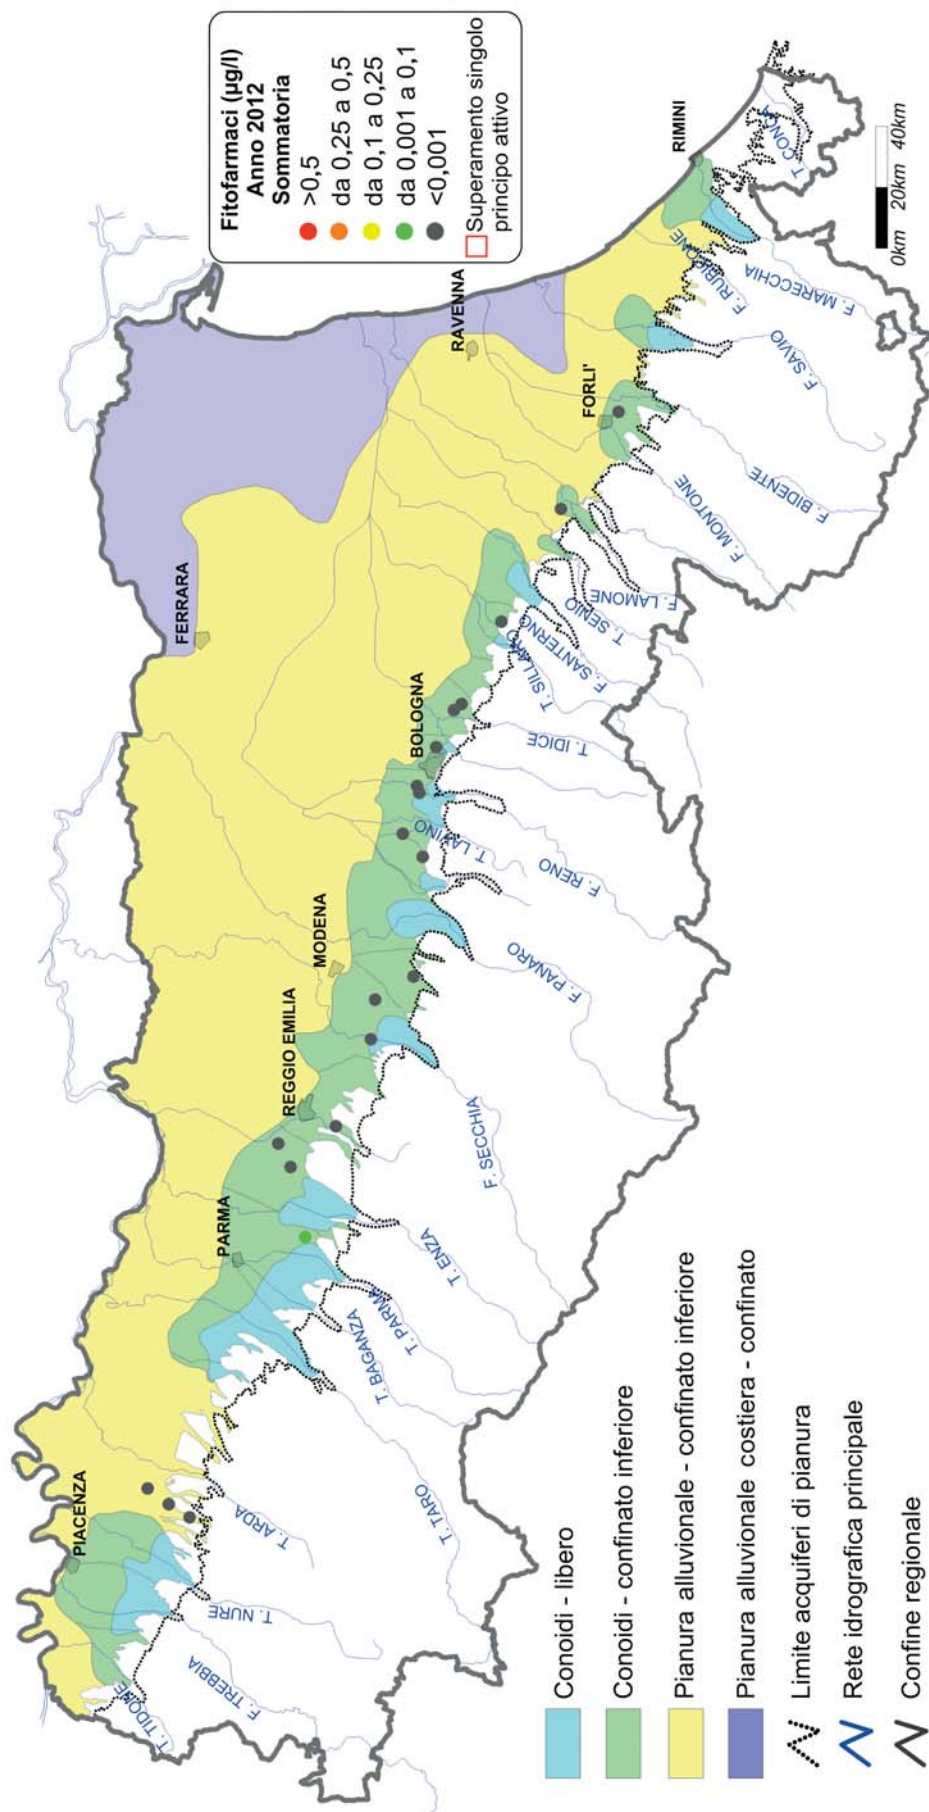 Fitofarmaci (µg/l)
Anno 2012
Sommatoria
>0,5
da 0,25 a 0,5
da 0,1 a 0,25
da 0,001 a 0,1
<0,001
Superamento singolo
principo attivo
PIACENZA
PARMA
REGGIO EMILIA
MODENA
BOLOGNA
FERRARA
RAVENNA
FORLI'
RIMINI
T. TIDONE
F. TREBBIA
T. NURE
T. ARDA
T. TARO
T. BAGANZA
T. PARMA
T. ENZA
F. SECCHIA
F. PANARO
T. LAVINO
F. RENO
T. IDICE
T. SILLARO
F. SANTERNO
T. SENIO
F. LAMONE
F. MONTONE
F. BIDENTE
F. SAVIO
F. RUBICONE
F. MARECCHIA
T. CONCA
0km 20km 40km
Conoidi - libero
Conoidi - confinato inferiore
Pianura alluvionale - confinato inferiore
Pianura alluvionale costiera - confinato
Limite acquiferi di pianura
Rete idrografica principale
Confine regionale